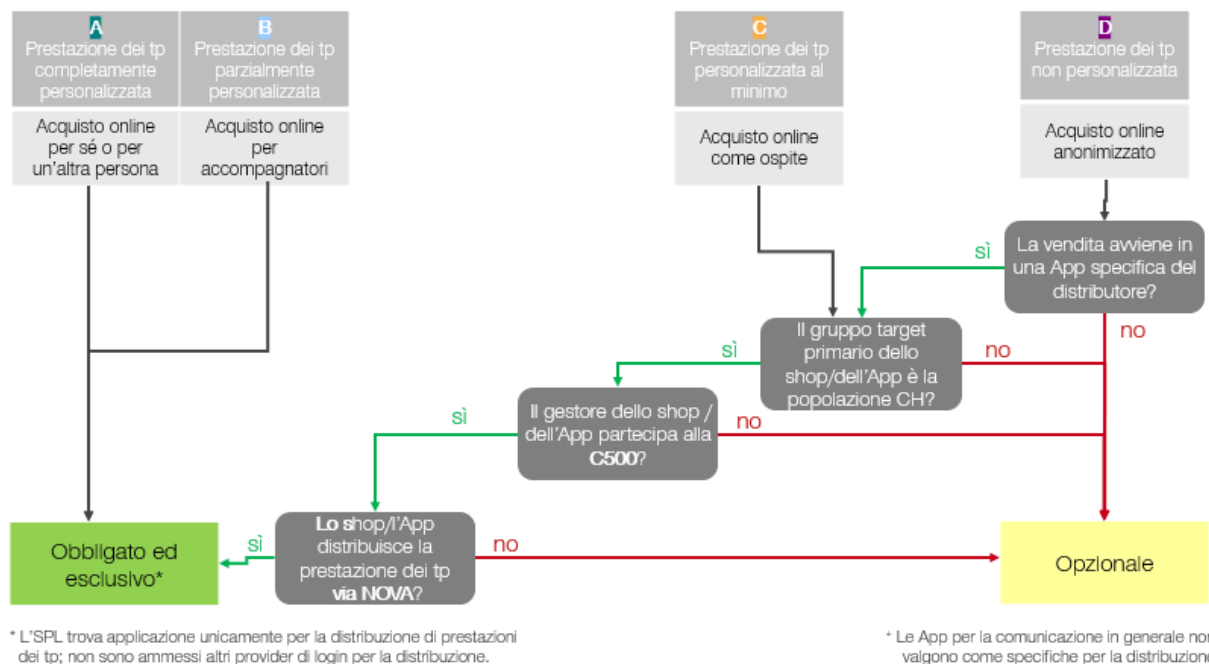 A
Prestazione dei tp
completamente
personalizzata
B
Prestazione dei tp
parzialmente
personalizzata
C
Prestazione dei tp
personalizzata al
minimo
D
Prestazione dei tp
non personalizzata
Acquisto online
per sé o per
un'altra persona
Acquisto online
per
accompagnatori
Acquisto online
come ospite
Acquisto online
anonimizzato
La vendita avviene in
una App specifica del
distributore?
sì
no
Il gruppo target
primario dello
shop/dell'App è la
popolazione CH?
sì
no
Il gestore dello shop /
dell'App partecipa alla
C500?
sì
no
Lo shop/l'App
distribuisce la
prestazione dei tp
via NOVA?
sì
no
Obbligato ed
esclusivo*
Opzionale
* L'SPL trova applicazione unicamente per la distribuzione di prestazioni
dei tp; non sono ammessi altri provider di login per la distribuzione.
+ Le App per la comunicazione in generale non
valgono come specifiche per la distribuzione